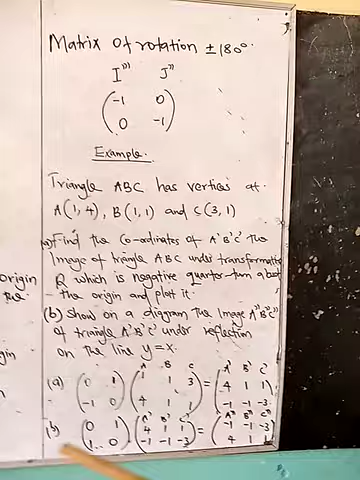 Matrix of rotation ±180°.
I''' J''
(-1 0
0 -1)
Example.
Triangle ABC has vertices at
A(1,4), B(1,1) and C(3,1)
(a) Find the Co-ordinates of A'B'C' The
Image of triangle ABC under transformation
R which is negative quarter-turn about
the origin and plot it.
(b) Show on a diagram the Image A''B''C''
of triangle A'B'C' under reflection
on the line y=x.
A B C A' B' C'
(a) (0 1 (1 1 3 = (4 1 1
-1 0) 4 1 1) -1 -1 -3)
A' B' C' A'' B'' C''
(b) (0 1 (4 1 1 = (-1 -1 -3
1 0) -1 -1 -3) 4 1 1)
origin
the
gin